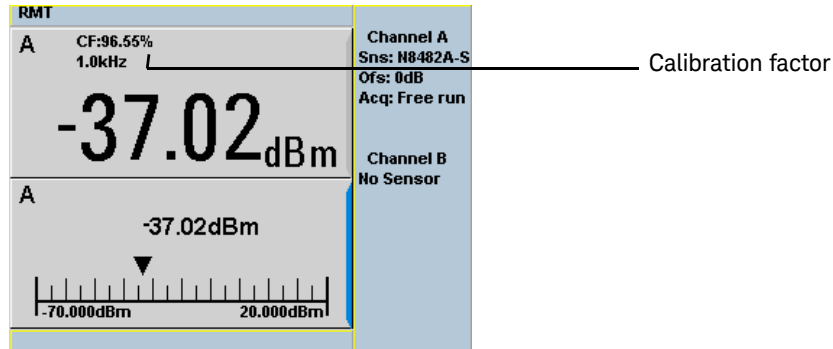 RMT
A
CF:96.55%
1.0kHz
-37.02dBm
A
-37.02dBm
-70.000dBm 20.000dBm
Channel A
Sns: N8482A-S
Ofs: 0dB
Acq: Free run
Channel B
No Sensor
Calibration factor